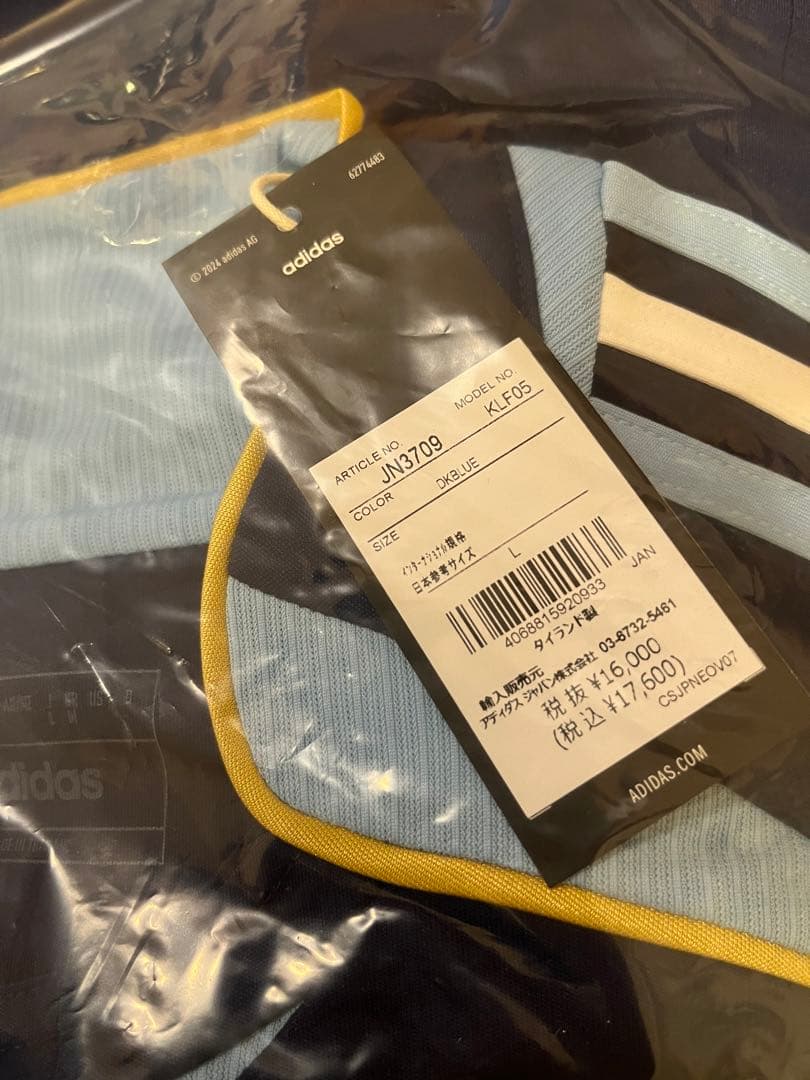 62774483
© 2024 adidas AG
adidas
ARTICLE NO. MODEL NO.
JN3709 KLF05
COLOR DKBLUE
SIZE
インターナショナル規格
日本参考サイズ L
JAN
4068815920933
タイランド製
輸入販売元
アディダス ジャパン株式会社 03-6732-5461
税抜 ¥16,000
(税込 ¥17,600)
CSJPNEOV07
ADIDAS.COM
adidas